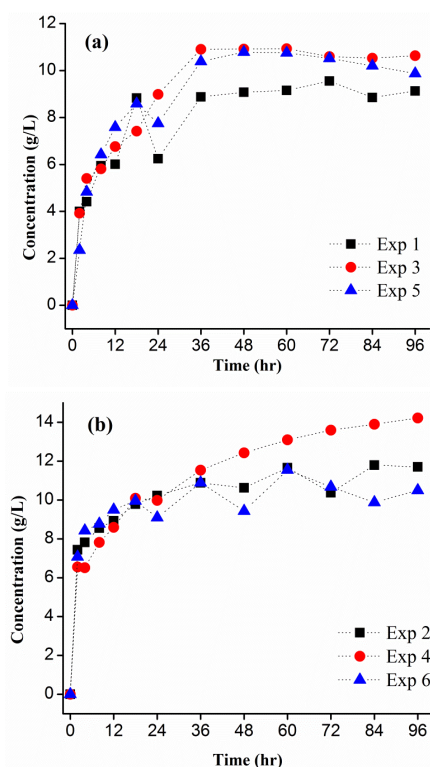 (a)
Concentration (g/L)
12
10
8
6
4
2
0
Exp 1
Exp 3
Exp 5
0 12 24 36 48 60 72 84 96
Time (hr)
(b)
Concentration (g/L)
14
12
10
8
6
4
2
0
Exp 2
Exp 4
Exp 6
0 12 24 36 48 60 72 84 96
Time (hr)